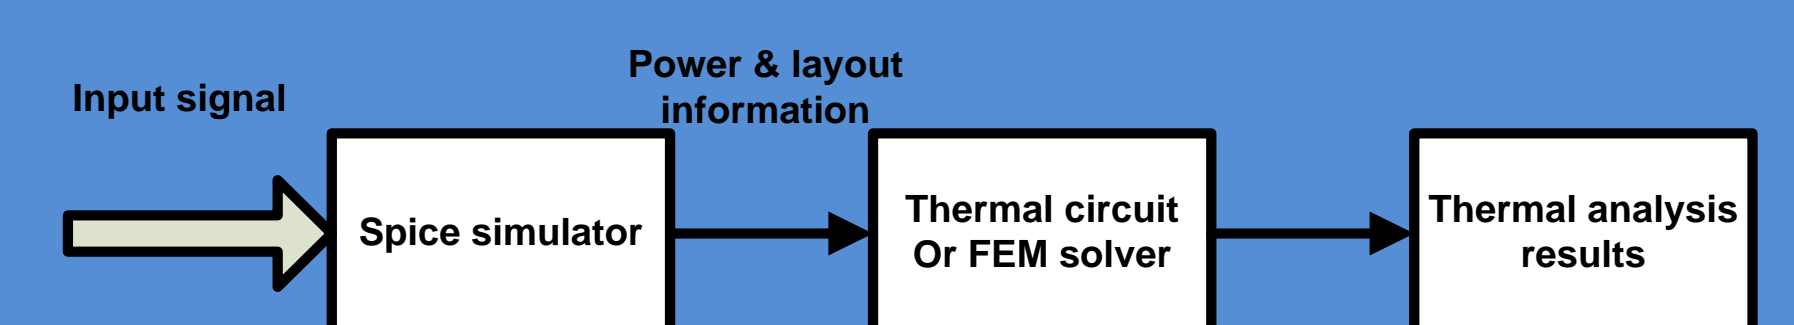 Input signal
Power & layout
information
Spice simulator
Thermal circuit
Or FEM solver
Thermal analysis
results